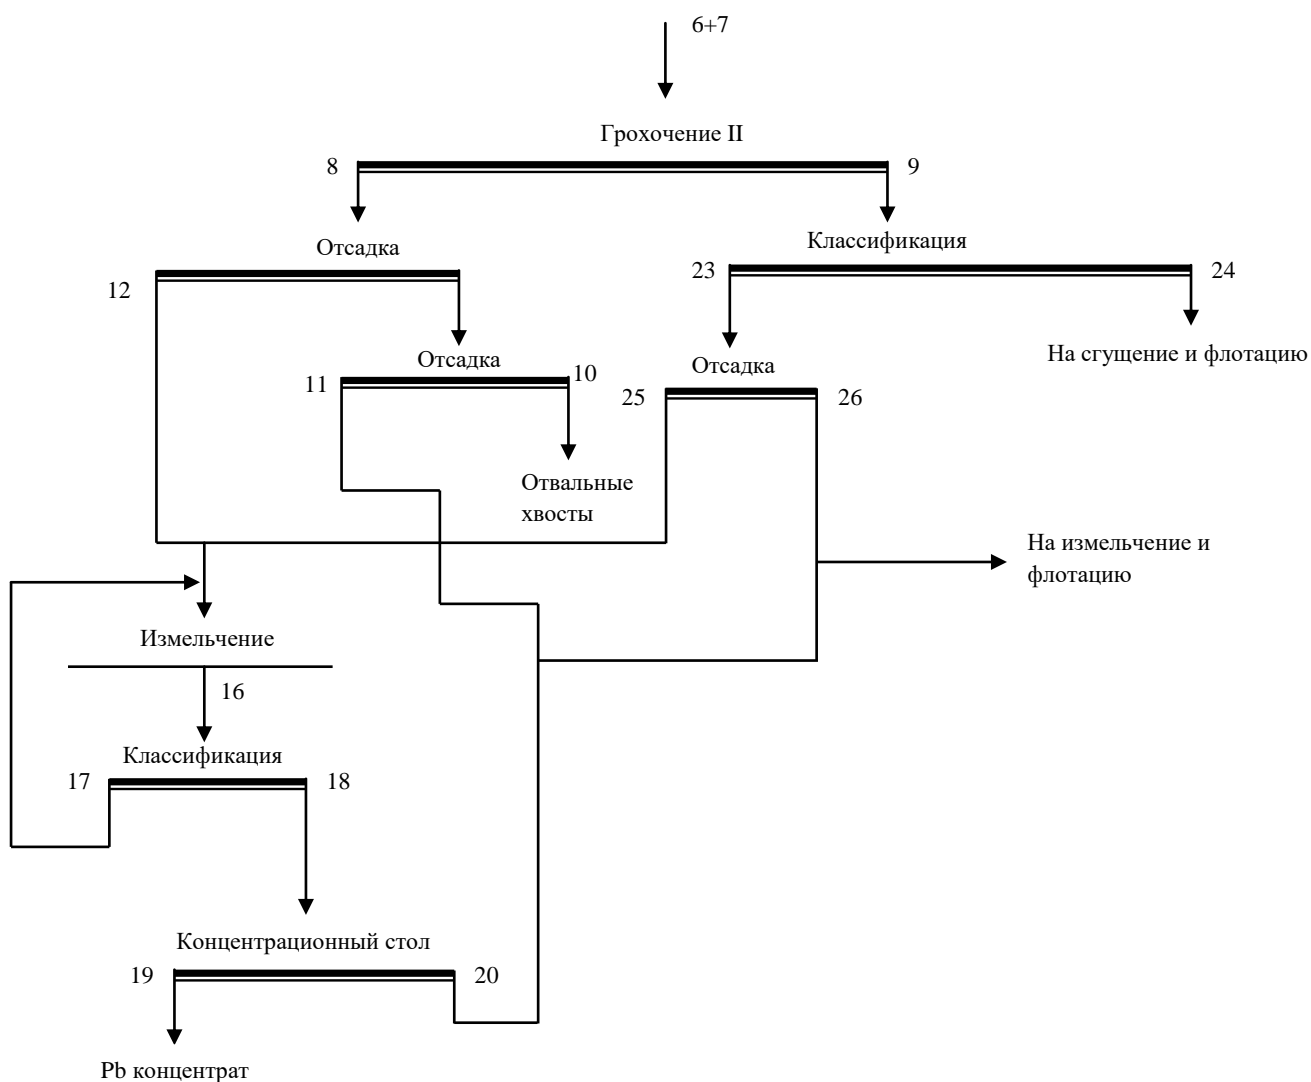 6+7
Грохочение II
8
9
Отсадка
Классификация
12
23
24
Отсадка
10
Отсадка
На сгущение и флотацию
11
25
26
Отвальные
хвосты
На измельчение и
флотацию
Измельчение
16
Классификация
17
18
Концентрационный стол
19
20
Pb концентрат